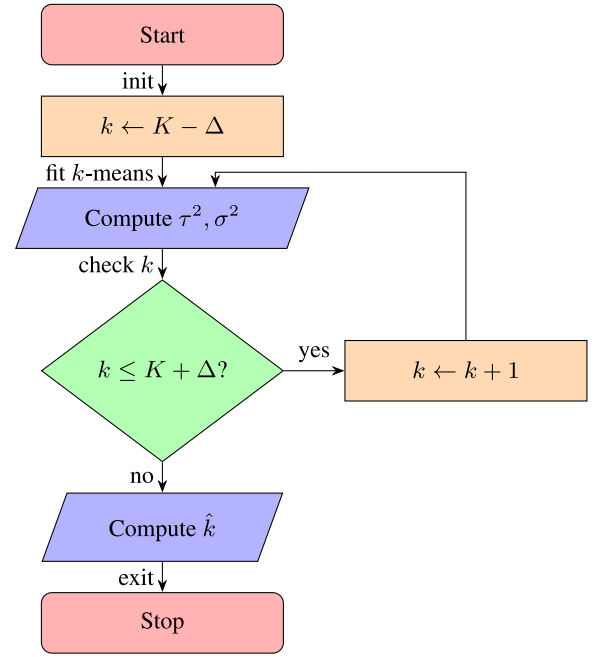 Start
init
k ← K − Δ
fit k-means
Compute τ², σ²
check k
k ≤ K + Δ?
yes
k ← k + 1
no
Compute k̂
exit
Stop